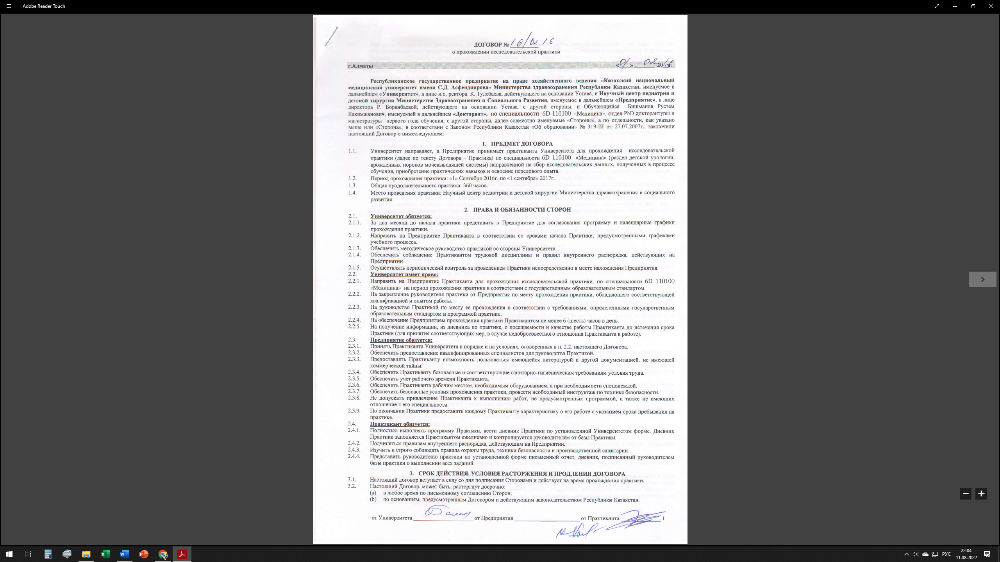 Adobe Reader Touch
ДОГОВОР № 10/02.16
о прохождении исследовательской практики
г.Алматы «01» 02 20 г.
Республиканское государственное предприятие на праве хозяйственного ведения «Казахский национальный
медицинский университет имени С.Д. Асфендиярова» Министерства здравоохранения Республики Казахстан, именуемое в
дальнейшем «Университет», в лице и.о. ректора К. Тулебаева, действующего на основании Устава, и Научный центр педиатрии и
детской хирургии Министерства Здравоохранения и Социального Развития, именуемое в дальнейшем «Предприятие», в лице
директора Р. Боранбаевой, действующего на основании Устава, с другой стороны, и Обучающийся Бишманов Рустем
Какимжанович, именуемый в дальнейшем «Докторант», по специальности 6D 110100 «Медицина», отдел PhD докторантуры и
магистратуры первого года обучения, с другой стороны, далее совместно именуемые «Стороны», а по отдельности, как указано
выше или «Сторона», в соответствии с Законом Республики Казахстан «Об образовании» № 319-III от 27.07.2007г., заключили
настоящий Договор о нижеследующем:
1. ПРЕДМЕТ ДОГОВОРА
1.1. Университет направляет, а Предприятие принимает практиканта Университета для прохождения исследовательской
практики (далее по тексту Договора – Практика) по специальности 6D 110100 «Медицина» (раздел детской урологии,
врожденных пороков мочевыводящей системы) направленной на сбор исследовательских данных, полученных в процессе
обучения, приобретение практических навыков и освоение передового опыта.
1.2. Период прохождения практики: «1» Сентября 2016г. по «1 сентября» 2017г.
1.3. Общая продолжительность практики: 360 часов.
1.4. Место проведения практики: Научный центр педиатрии и детской хирургии Министерства здравоохранения и социального
развития
2. ПРАВА И ОБЯЗАННОСТИ СТОРОН
2.1. Университет обязуется:
2.1.1. За два месяца до начала практики представить в Предприятие для согласования программу и календарные графики
прохождения практики.
2.1.2. Направить на Предприятие Практиканта в соответствии со сроками начала Практики, предусмотренными графиками
учебного процесса.
2.1.3. Обеспечить методическое руководство практикой со стороны Университета.
2.1.4. Обеспечить соблюдение Практикантом трудовой дисциплины и правил внутреннего распорядка, действующих на
Предприятии.
2.1.5. Осуществлять периодический контроль за проведением Практики непосредственно в месте нахождения Предприятия.
2.2. Университет имеет право:
2.2.1. Направить на Предприятие Практиканта для прохождения исследовательской практики, по специальности 6D 110100
«Медицина» на период прохождения практики в соответствии с государственным образовательным стандартом.
2.2.2. На закрепление руководителя практики от Предприятия по месту прохождения практики, обладающего соответствующей
квалификацией и опытом работы.
2.2.3. На руководство Практикой по месту ее прохождения в соответствии с требованиями, определенными государственным
образовательным стандартом и программой практики.
2.2.4. На обеспечение Предприятием прохождения практики Практикантом не менее 6 (шесть) часов в день.
2.2.5. На получение информации, из дневника по практике, о посещаемости и качестве работы Практиканта до истечения срока
Практики (для принятия соответствующих мер, в случае недобросовестного отношения Практиканта к работе).
2.3. Предприятие обязуется:
2.3.1. Принять Практиканта Университета в порядке и на условиях, оговоренных в п. 2.2. настоящего Договора.
2.3.2. Обеспечить предоставление квалифицированных специалистов для руководства Практикой.
2.3.3. Предоставлять Практиканту возможность пользоваться имеющейся литературой и другой документацией, не имеющей
коммерческой тайны.
2.3.4. Обеспечить Практиканту безопасные и соответствующие санитарно-гигиеническим требованиям условия труда.
2.3.5. Обеспечить учет рабочего времени Практиканта.
2.3.6. Обеспечить Практиканта рабочим местом, необходимым оборудованием, а при необходимости спецодеждой.
2.3.7. Обеспечить безопасные условия прохождения практики, провести необходимый инструктаж по технике безопасности.
2.3.8. Не допускать привлечение Практиканта к выполнению работ, не предусмотренных программой, а также не имеющих
отношение к его специальности.
2.3.9. По окончании Практики предоставить каждому Практиканту характеристику о его работе с указанием срока пребывания на
практике.
2.4. Практикант обязуется:
2.4.1. Полностью выполнять программу Практики, вести дневник Практики по установленной Университетом форме. Дневник
Практики заполняется Практикантом ежедневно и контролируется руководителем от базы Практики.
2.4.2. Подчиняться правилам внутреннего распорядка, действующим на Предприятии.
2.4.3. Изучить и строго соблюдать правила охраны труда, техники безопасности и производственной санитарии.
2.4.4. Представить руководителю практики по установленной форме письменный отчет, дневник, подписанный руководителем
базы практики о выполнении всех заданий.
3. СРОК ДЕЙСТВИЯ, УСЛОВИЯ РАСТОРЖЕНИЯ И ПРОДЛЕНИЯ ДОГОВОРА
3.1. Настоящий договор вступает в силу со дня подписания Сторонами и действует на время прохождения практики.
3.2. Настоящий Договор, может быть, расторгнут досрочно:
(a) в любое время по письменному соглашению Сторон;
(b) по основаниям, предусмотренным Договором и действующим законодательством Республики Казахстан.
от Университета от Предприятия от Практиканта 1
РУС
22:04
11.08.2022